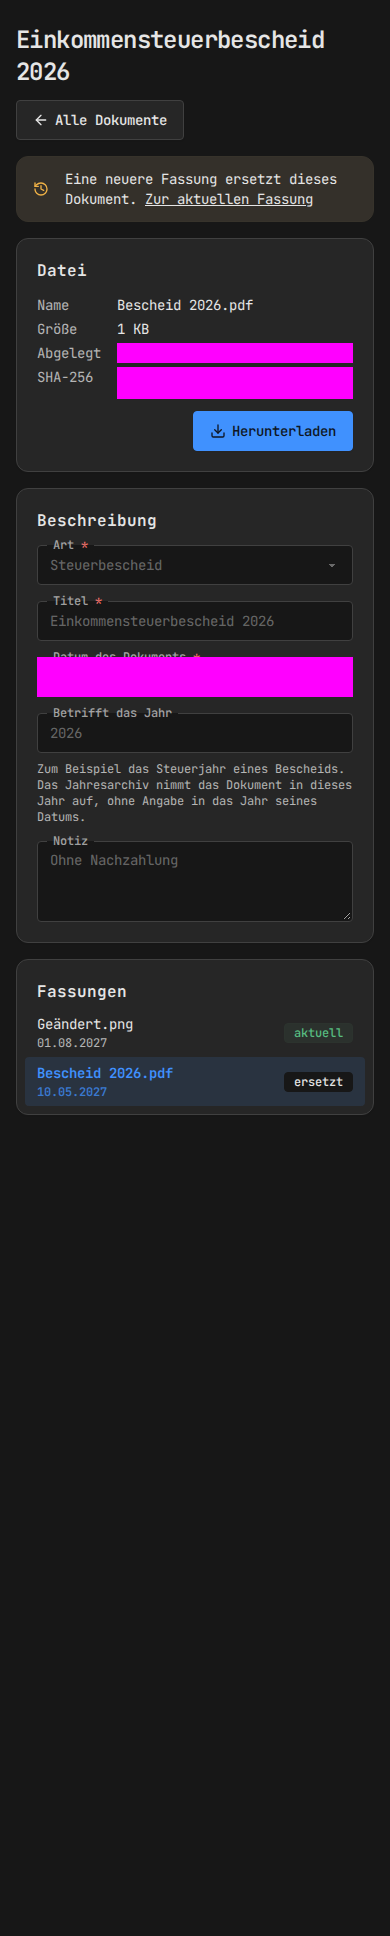 Einkommensteuerbescheid
2026
Alle Dokumente
Eine neuere Fassung ersetzt dieses
Dokument. Zur aktuellen Fassung
Datei
Name Bescheid 2026.pdf
Größe 1 KB
Abgelegt
SHA-256
Herunterladen
Beschreibung
Art *
Steuerbescheid
Titel *
Einkommensteuerbescheid 2026
Datum des Dokuments *
Betrifft das Jahr
2026
Zum Beispiel das Steuerjahr eines Bescheids.
Das Jahresarchiv nimmt das Dokument in dieses
Jahr auf, ohne Angabe in das Jahr seines
Datums.
Notiz
Ohne Nachzahlung
Fassungen
Geändert.png
aktuell
01.08.2027
Bescheid 2026.pdf
ersetzt
10.05.2027